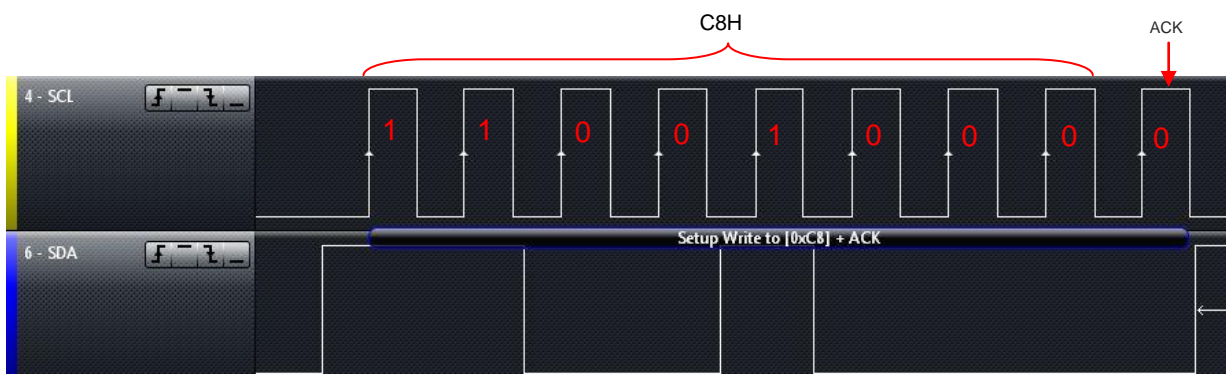 C8H
ACK
4 - SCL
1 1 0 0 1 0 0 0 0
Setup Write to [0xC8] + ACK
6 - SDA